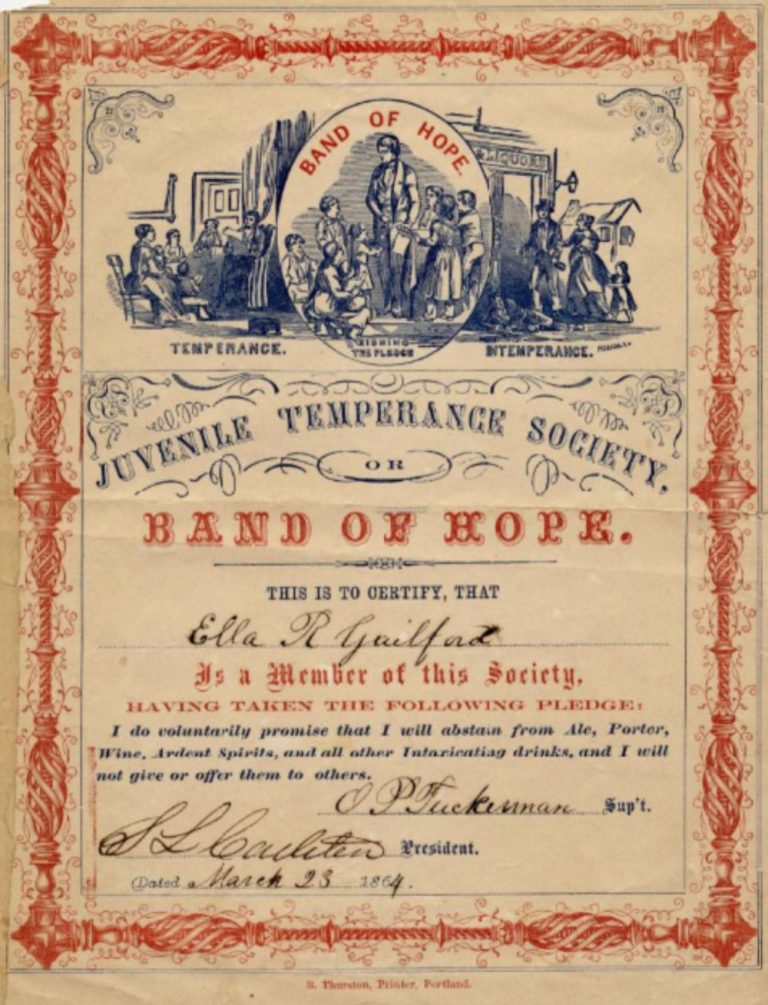 BAND OF HOPE.
LIQUORS
TEMPERANCE.
SIGNING
THE PLEDGE
INTEMPERANCE.
JUVENILE TEMPERANCE SOCIETY,
OR
BAND OF HOPE.
THIS IS TO CERTIFY, THAT
Ella R Guilford
Is a Member of this Society,
HAVING TAKEN THE FOLLOWING PLEDGE:
I do voluntarily promise that I will abstain from Ale, Porter,
Wine, Ardent Spirits, and all other Intoxicating drinks, and I will
not give or offer them to others.
O P Tuckerman Sup't.
S L Carleton President.
Dated March 23 1864.
B. Thurston, Printer, Portland.